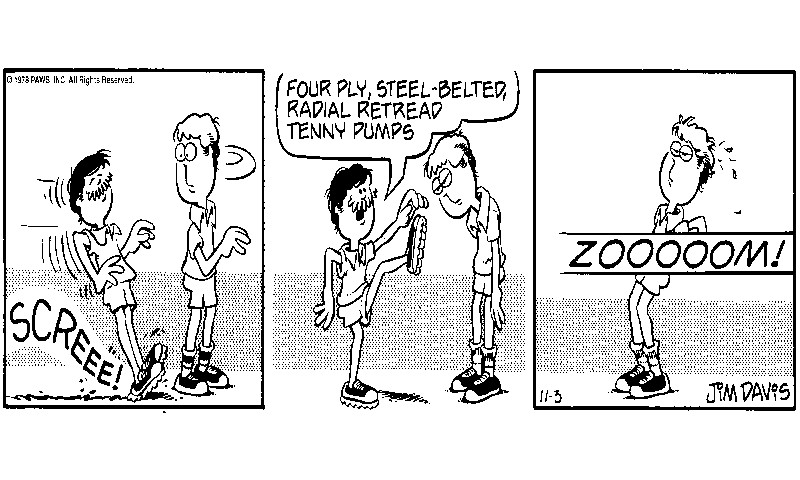 © 1978 PAWS, INC. All Rights Reserved.
SCREEE!
FOUR PLY, STEEL-BELTED,
RADIAL RETREAD
TENNY PUMPS
ZOOOOOM!
11-3
JIM DAVIS